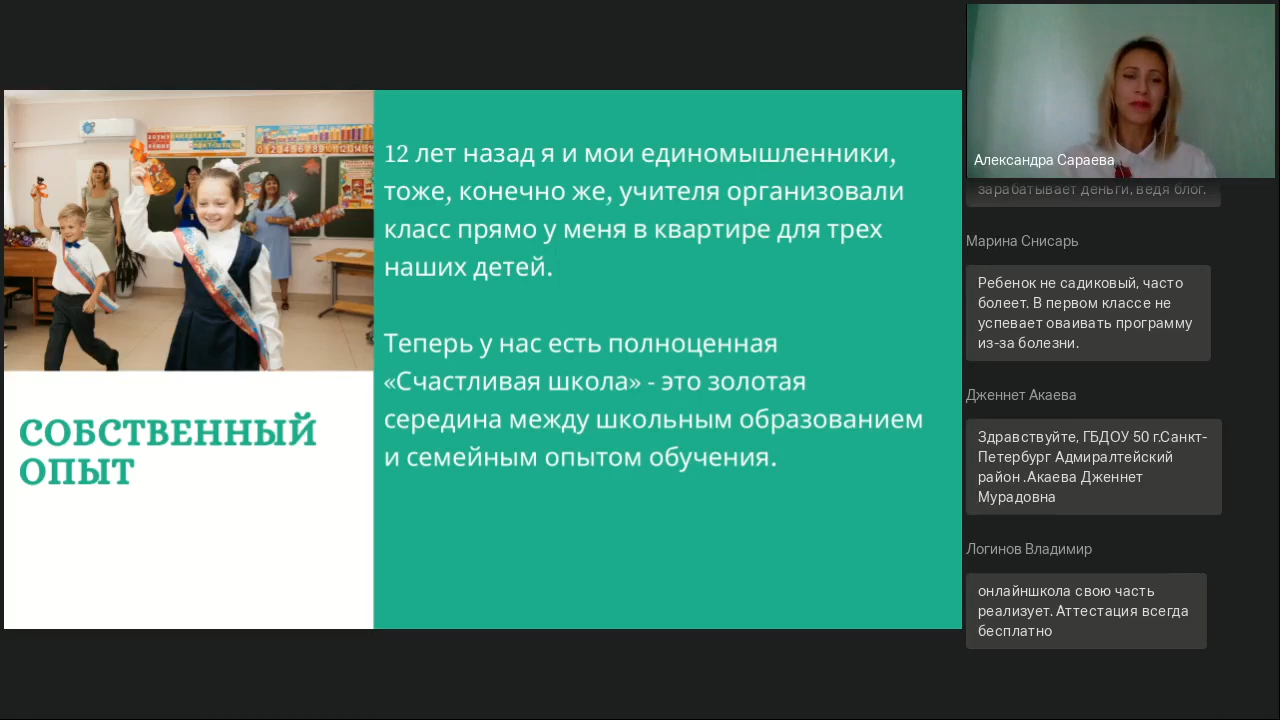 СОБСТВЕННЫЙ
ОПЫТ
12 лет назад я и мои единомышленники,
тоже, конечно же, учителя организовали
класс прямо у меня в квартире для трех
наших детей.
Теперь у нас есть полноценная
«Счастливая школа» - это золотая
середина между школьным образованием
и семейным опытом обучения.
Александра Сараева
зарабатывает деньги, ведя блог.
Марина Снисарь
Ребенок не садиковый, часто
болеет. В первом классе не
успевает оваивать программу
из-за болезни.
Дженнет Акаева
Здравствуйте, ГБДОУ 50 г.Санкт-
Петербург Адмиралтейский
район .Акаева Дженнет
Мурадовна
Логинов Владимир
онлайншкола свою часть
реализует. Аттестация всегда
бесплатно